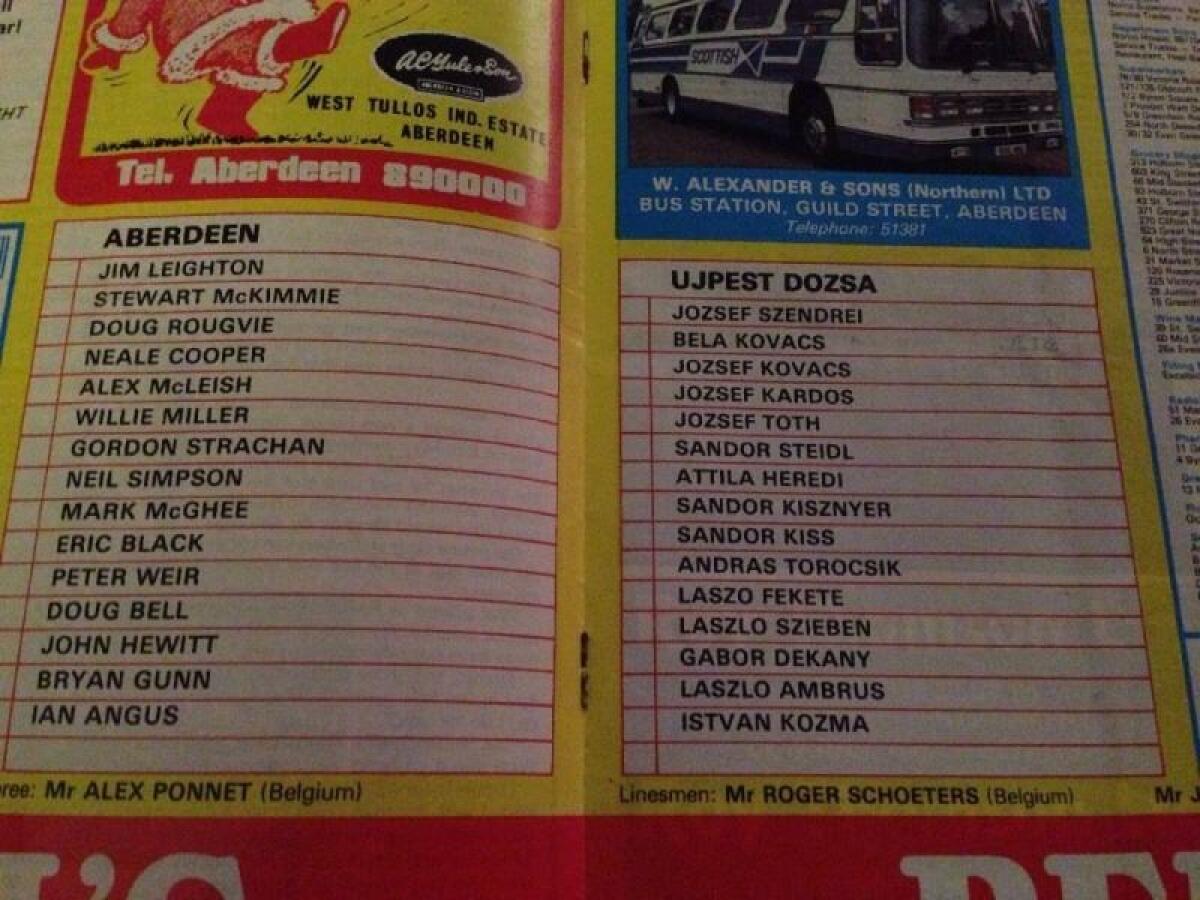 A.C. Yule & Son
WEST TULLOS IND. ESTATE
ABERDEEN
Tel. Aberdeen 890000
ABERDEEN
JIM LEIGHTON
STEWART McKIMMIE
DOUG ROUGVIE
NEALE COOPER
ALEX McLEISH
WILLIE MILLER
GORDON STRACHAN
NEIL SIMPSON
MARK McGHEE
ERIC BLACK
PETER WEIR
DOUG BELL
JOHN HEWITT
BRYAN GUNN
IAN ANGUS
ree: Mr ALEX PONNET (Belgium)
SCOTTISH
W. ALEXANDER & SONS (Northern) LTD
BUS STATION, GUILD STREET, ABERDEEN
Telephone: 51381
UJPEST DOZSA
JOZSEF SZENDREI
BELA KOVACS
JOZSEF KOVACS
JOZSEF KARDOS
JOZSEF TOTH
SANDOR STEIDL
ATTILA HEREDI
SANDOR KISZNYER
SANDOR KISS
ANDRAS TOROCSIK
LASZO FEKETE
LASZLO SZIEBEN
GABOR DEKANY
LASZLO AMBRUS
ISTVAN KOZMA
Linesmen: Mr ROGER SCHOETERS (Belgium)
Mr J